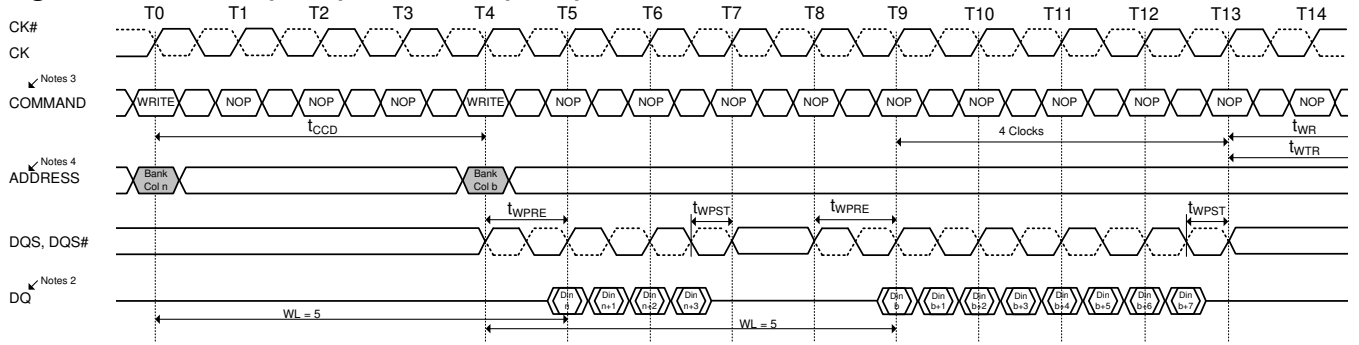 T0 T1 T2 T3 T4 T5 T6 T7 T8 T9 T10 T11 T12 T13 T14
CK#
CK
Notes 3
COMMAND
WRITE NOP NOP NOP WRITE NOP NOP NOP NOP NOP NOP NOP NOP NOP NOP
tCCD
4 Clocks
tWR
tWTR
Notes 4
ADDRESS
Bank Bank
Col n Col b
tWPRE tWPST tWPRE tWPST
DQS, DQS#
Notes 2
DQ
Din Din Din Din Din Din Din Din Din Din Din Din
n n+1 n+2 n+3 b b+1 b+2 b+3 b+4 b+5 b+6 b+7
WL = 5
WL = 5